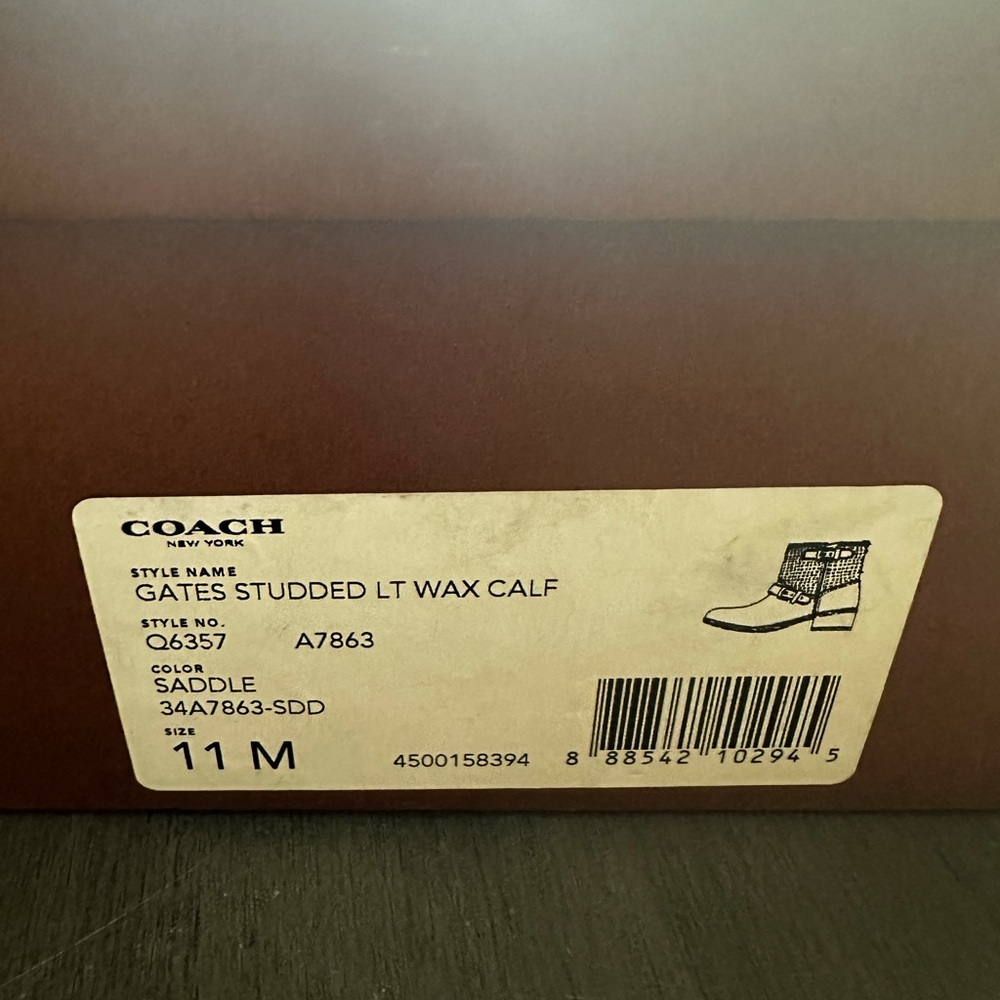 COACH
NEW YORK
STYLE NAME
GATES STUDDED LT WAX CALF
STYLE NO.
Q6357 A7863
COLOR
SADDLE
34A7863-SDD
SIZE
11 M
4500158394
8 88542 10294 5